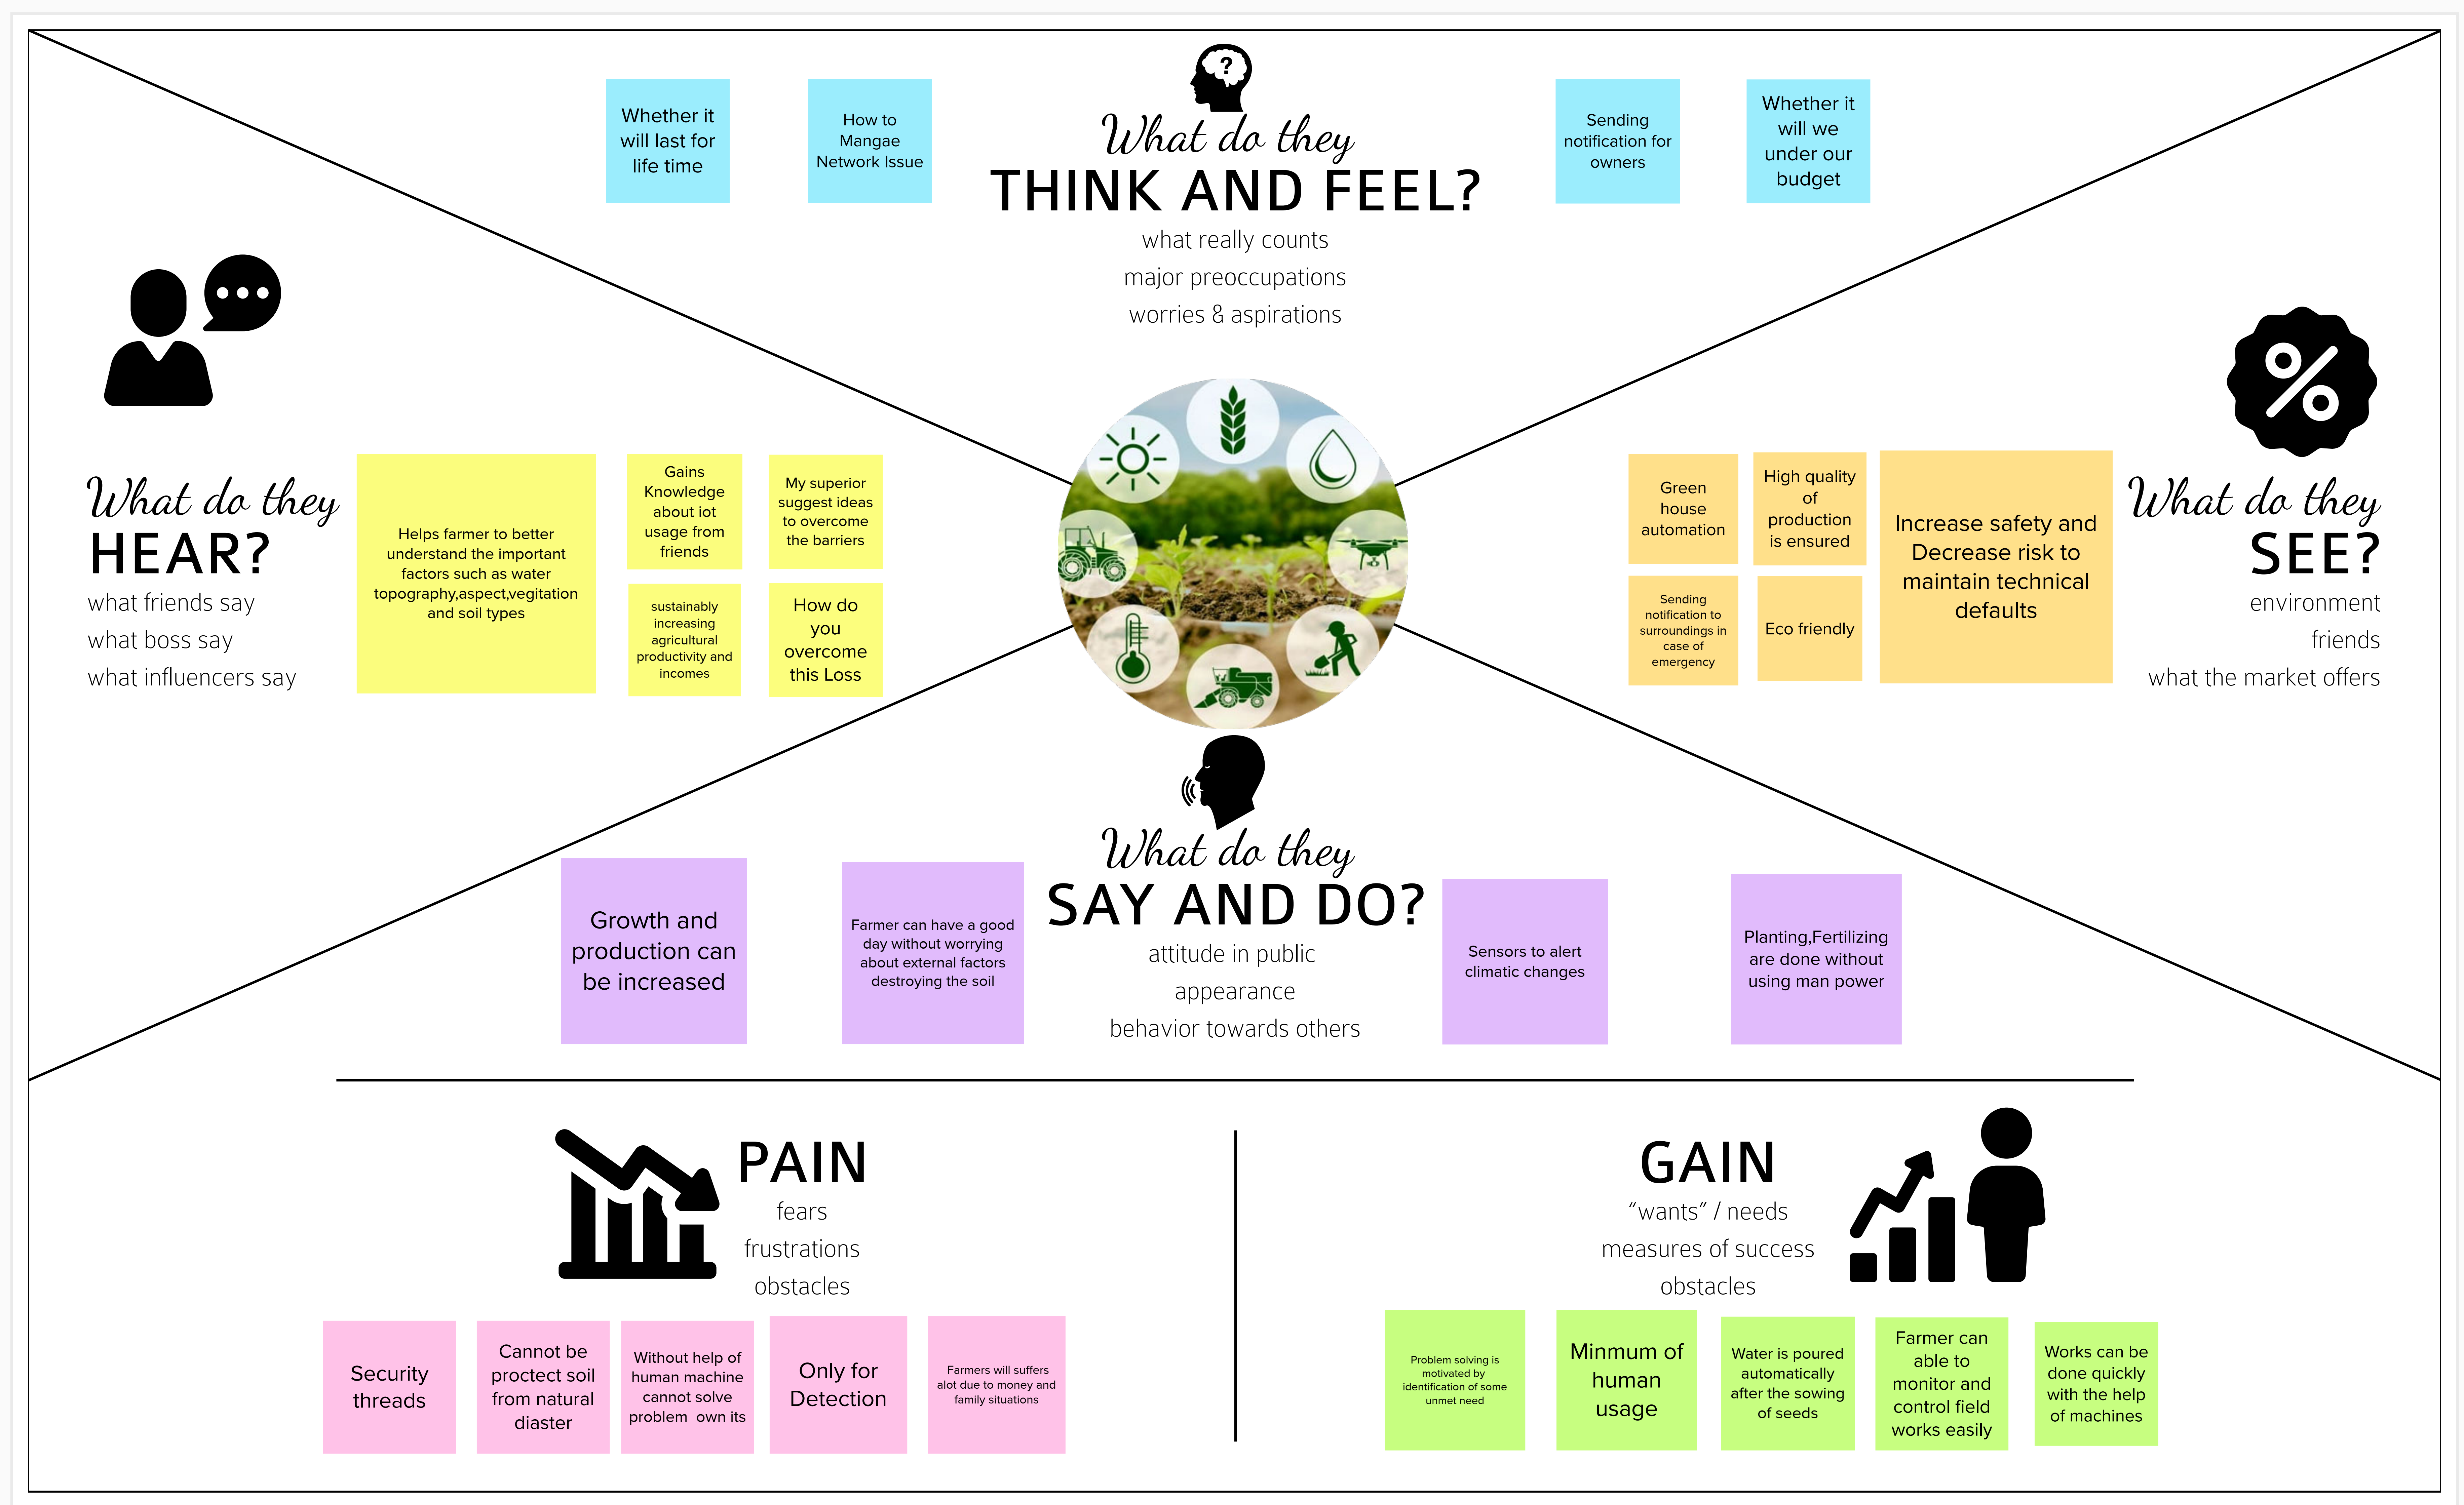 Whether it
will last for
life time
How to
Mangae
Network Issue
?
What do they
THINK AND FEEL?
what really counts
major preoccupations
worries & aspirations
Sending
notification for
owners
Whether it
will we
under our
budget
What do they
HEAR?
what friends say
what boss say
what influencers say
Helps farmer to better
understand the important
factors such as water
topography,aspect,vegitation
and soil types
Gains
Knowledge
about iot
usage from
friends
My superior
suggest ideas
to overcome
the barriers
sustainably
increasing
agricultural
productivity and
incomes
How do
you
overcome
this Loss
Green
house
automation
High quality
of
production
is ensured
Sending
notification to
surroundings in
case of
emergency
Eco friendly
Increase safety and
Decrease risk to
maintain technical
defaults
%
What do they
SEE?
environment
friends
what the market offers
Growth and
production can
be increased
Farmer can have a good
day without worrying
about external factors
destroying the soil
What do they
SAY AND DO?
attitude in public
appearance
behavior towards others
Sensors to alert
climatic changes
Planting,Fertilizing
are done without
using man power
PAIN
fears
frustrations
obstacles
Security
threads
Cannot be
proctect soil
from natural
diaster
Without help of
human machine
cannot solve
problem own its
Only for
Detection
Farmers will suffers
alot due to money and
family situations
GAIN
“wants” / needs
measures of success
obstacles
Problem solving is
motivated by
identification of some
unmet need
Minmum of
human
usage
Water is poured
automatically
after the sowing
of seeds
Farmer can
able to
monitor and
control field
works easily
Works can be
done quickly
with the help
of machines